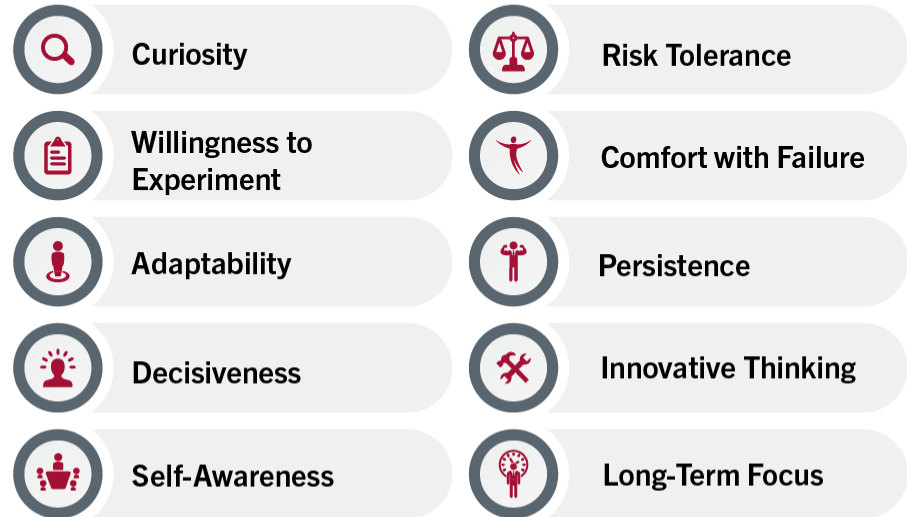 Curiosity
Willingness to
Experiment
Adaptability
Decisiveness
Self-Awareness
Risk Tolerance
Comfort with Failure
Persistence
Innovative Thinking
Long-Term Focus